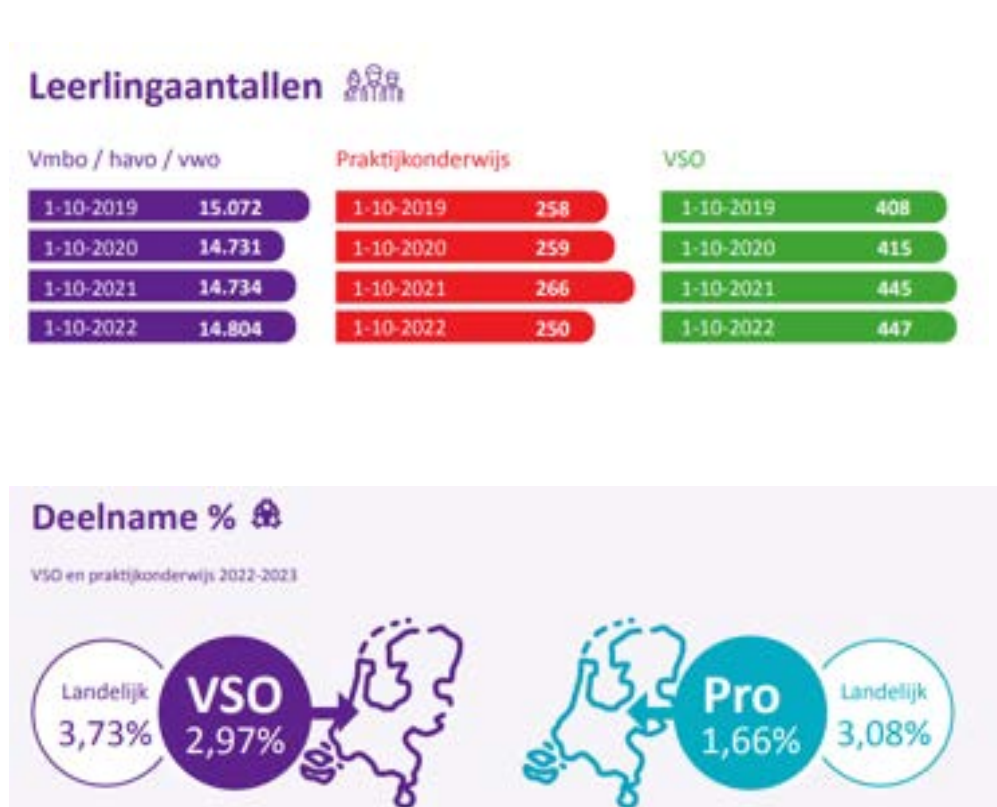 Leerlingaantallen
Vmbo / havo / vwo
1-10-2019 15.072
1-10-2020 14.731
1-10-2021 14.734
1-10-2022 14.804
Praktijkonderwijs
1-10-2019 258
1-10-2020 259
1-10-2021 266
1-10-2022 250
VSO
1-10-2019 408
1-10-2020 415
1-10-2021 445
1-10-2022 447
Deelname %
VSO en praktijkonderwijs 2022-2023
Landelijk
3,73%
VSO
2,97%
Pro
1,66%
Landelijk
3,08%